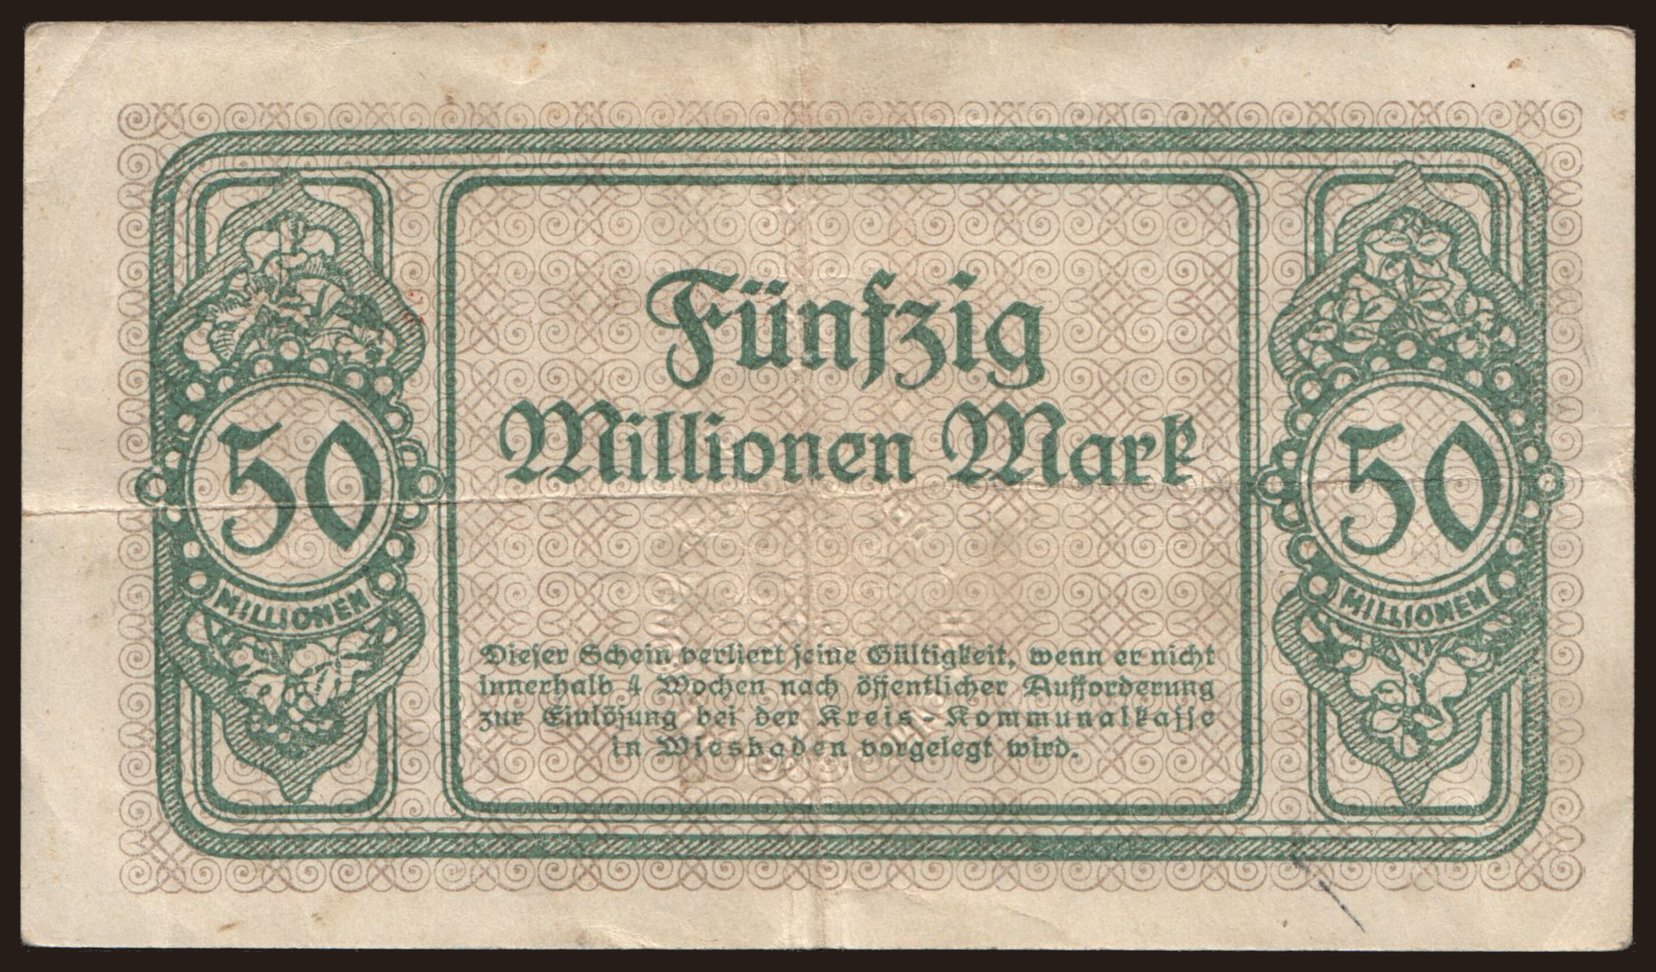 Fünfzig
Millionen Mark
50
MILLIONEN
50
MILLIONEN
Dieser Schein verliert seine Gültigkeit, wenn er nicht
innerhalb 4 Wochen nach öffentlicher Aufforderung
zur Einlösung bei der Kreis-Kommunalkasse
in Wiesbaden vorgelegt wird.